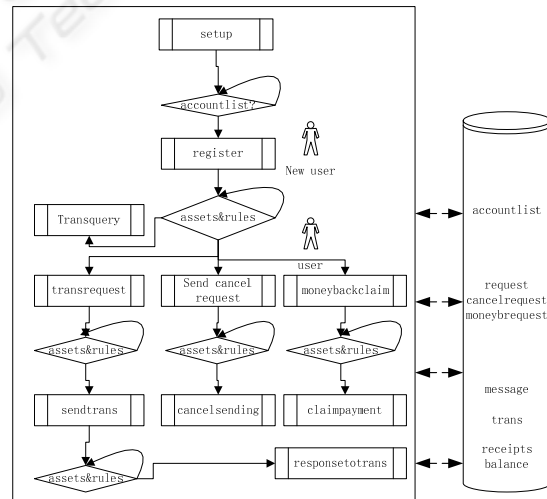 setup
accountlist?
register
New user
assets&rules
Transquery
user
transrequest
Send cancel
request
moneybackclaim
assets&rules
assets&rules
assets&rules
sendtrans
cancelsending
claimpayment
assets&rules
responsetotrans
accountlist
request
cancelrequest
moneybrequest
message
trans
receipts
balance